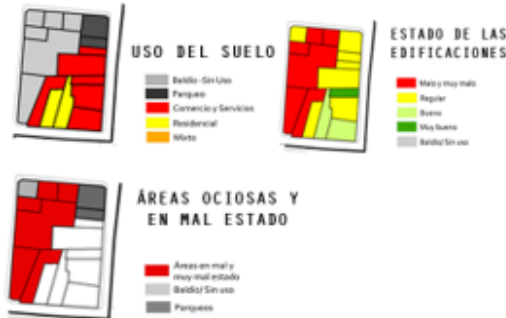 USO DEL SUELO
Baldío - Sin Uso
Parqueo
Comercio y Servicios
Residencial
Mixto
ESTADO DE LAS
EDIFICACIONES
Malo y muy malo
Regular
Bueno
Muy bueno
Baldío/ Sin uso
ÁREAS OCIOSAS Y
EN MAL ESTADO
Áreas en mal y
muy mal estado
Baldío/ Sin uso
Parqueos